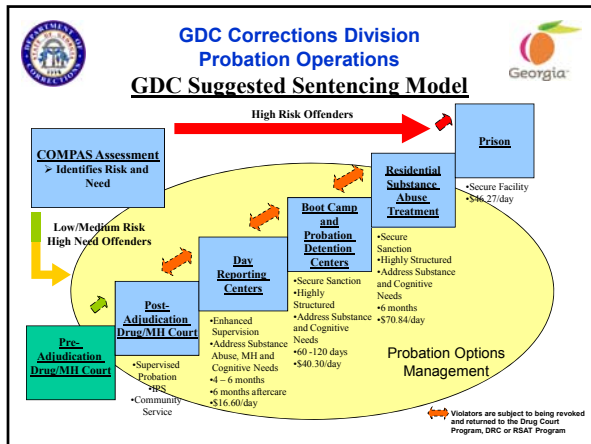 GDC Corrections Division
Probation Operations
GDC Suggested Sentencing Model
Georgia
High Risk Offenders
COMPAS Assessment
➤ Identifies Risk and
Need
Low/Medium Risk
High Need Offenders
Pre-
Adjudication
Drug/MH Court
Post-
Adjudication
Drug/MH Court
•Supervised
Probation
•IPS
•Community
Service
Day
Reporting
Centers
•Enhanced
Supervision
•Address Substance
Abuse, MH and
Cognitive Needs
•4 – 6 months
•6 months aftercare
•$16.60/day
Boot Camp
and
Probation
Detention
Centers
•Secure Sanction
•Highly
Structured
•Address Substance
and Cognitive
Needs
•60 -120 days
•$40.30/day
Residential
Substance
Abuse
Treatment
•Secure
Sanction
•Highly Structured
•Address Substance
and Cognitive
Needs
•6 months
•$70.84/day
Prison
•Secure Facility
•$46.27/day
Probation Options
Management
Violators are subject to being revoked
and returned to the Drug Court
Program, DRC or RSAT Program